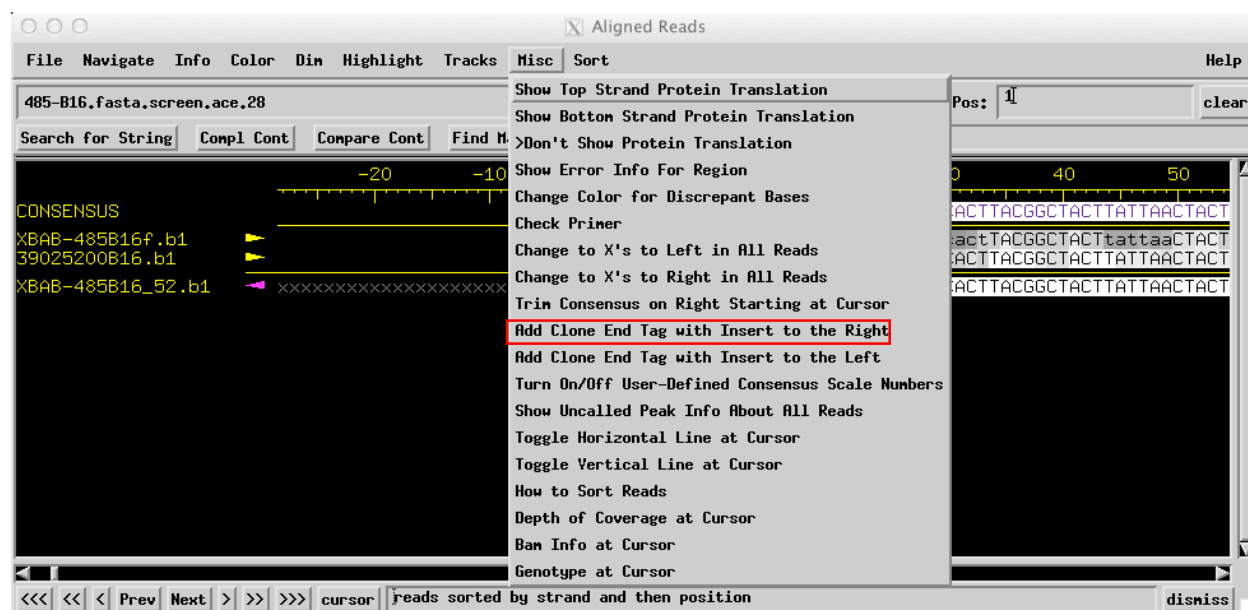 Aligned Reads
File Navigate Info Color Dim Highlight Tracks Misc Sort Help
485-B16.fasta.screen.ace.28
Pos: 1
clear
Search for String Compl Cont Compare Cont Find
Show Top Strand Protein Translation
Show Bottom Strand Protein Translation
>Don't Show Protein Translation
Show Error Info For Region
Change Color for Discrepant Bases
Check Primer
Change to X's to Left in All Reads
Change to X's to Right in All Reads
Trim Consensus on Right Starting at Cursor
Add Clone End Tag with Insert to the Right
Add Clone End Tag with Insert to the Left
Turn On/Off User-Defined Consensus Scale Numbers
Show Uncalled Peak Info About All Reads
Toggle Horizontal Line at Cursor
Toggle Vertical Line at Cursor
How to Sort Reads
Depth of Coverage at Cursor
Bam Info at Cursor
Genotype at Cursor
-20 -10 40 50
CONSENSUS ACTTACGGCTACTTATTAACTACT
XBAB-485B16f.b1 actTACGGCTACTtattaaCTACT
39025200B16.b1 ACTTACGGCTACTTATTAACTACT
XBAB-485B16_52.b1 xxxxxxxxxxxxxxxxxxxx ACTTACGGCTACTTATTAACTACT
<<< << < Prev Next > >> >>> cursor reads sorted by strand and then position dismiss